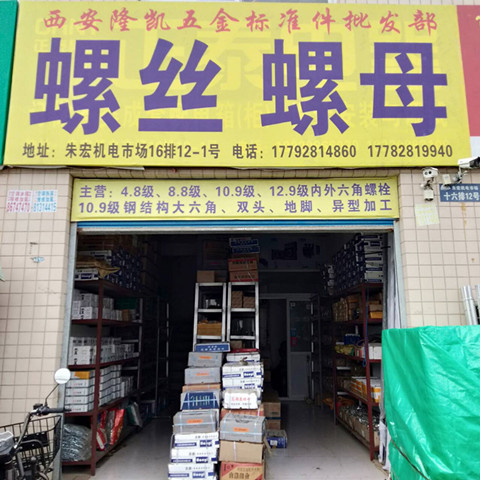 西安隆凯五金标准件批发部
螺丝 螺母
地址：朱宏机电市场16排12-1号 电话：17792814860 17782819940
主营：4.8级、8.8级、10.9级、12.9级内外六角螺栓
10.9级钢结构大六角、双头、地脚、异型加工
十六排12号